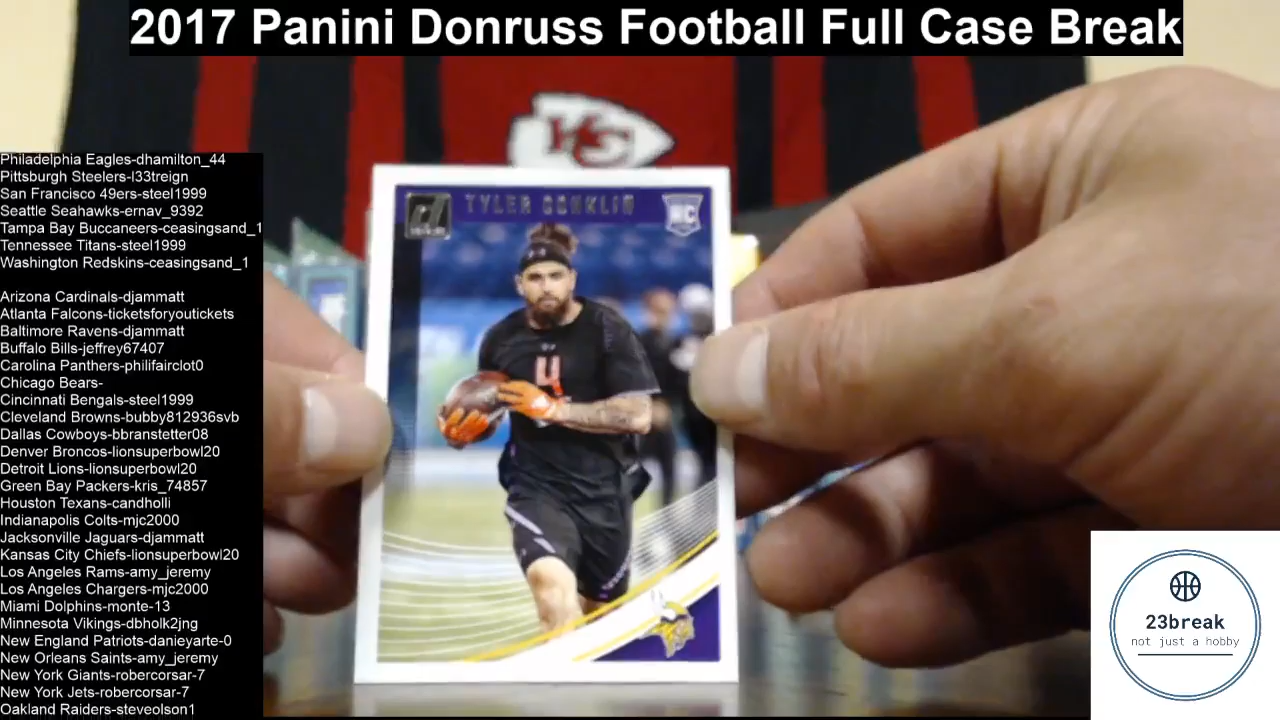 2017 Panini Donruss Football Full Case Break
Philadelphia Eagles-dhamilton_44
Pittsburgh Steelers-l33treign
San Francisco 49ers-steel1999
Seattle Seahawks-ernav_9392
Tampa Bay Buccaneers-ceasingsand_1
Tennessee Titans-steel1999
Washington Redskins-ceasingsand_1
Arizona Cardinals-djammatt
Atlanta Falcons-ticketsforyoutickets
Baltimore Ravens-djammatt
Buffalo Bills-jeffrey67407
Carolina Panthers-philifairclot0
Chicago Bears-
Cincinnati Bengals-steel1999
Cleveland Browns-bubby812936svb
Dallas Cowboys-bbranstetter08
Denver Broncos-lionsuperbowl20
Detroit Lions-lionsuperbowl20
Green Bay Packers-kris_74857
Houston Texans-candholli
Indianapolis Colts-mjc2000
Jacksonville Jaguars-djammatt
Kansas City Chiefs-lionsuperbowl20
Los Angeles Rams-amy_jeremy
Los Angeles Chargers-mjc2000
Miami Dolphins-monte-13
Minnesota Vikings-dbholk2jng
New England Patriots-danieyarte-0
New Orleans Saints-amy_jeremy
New York Giants-robercorsar-7
New York Jets-robercorsar-7
Oakland Raiders-steveolson1
KC
TYLER CONKLIN
RC
4
23break
not just a hobby